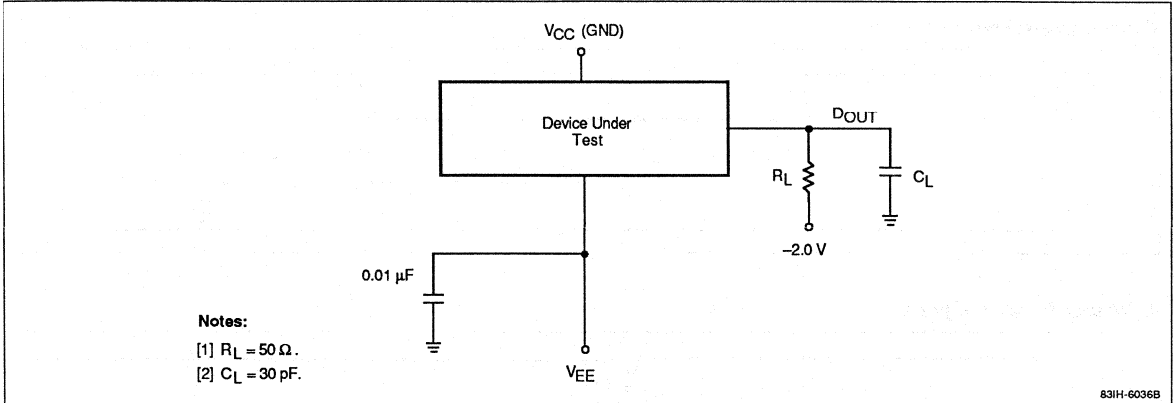 VCC (GND)
Device Under
Test
DOUT
RL
CL
–2.0 V
0.01 µF
Notes:
[1] RL = 50 Ω.
[2] CL = 30 pF.
VEE
83IH-6036B